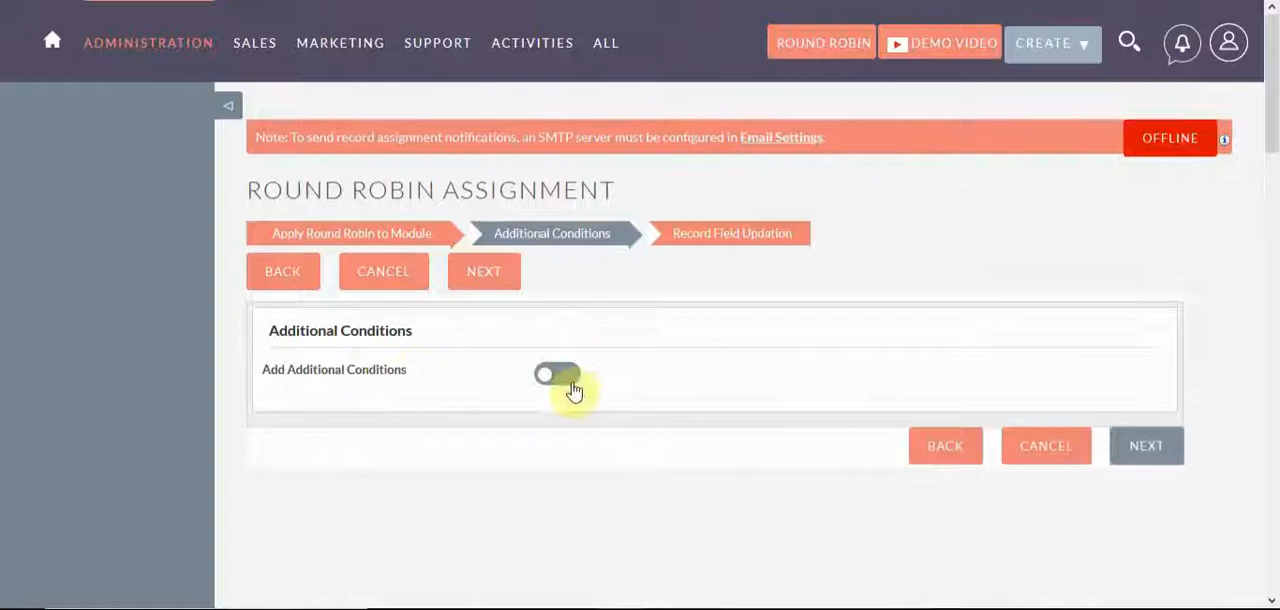 ADMINISTRATION SALES MARKETING SUPPORT ACTIVITIES ALL ROUND ROBIN DEMO VIDEO CREATE
Note: To send record assignment notifications, an SMTP server must be configured in Email Settings. OFFLINE
ROUND ROBIN ASSIGNMENT
Apply Round Robin to Module Additional Conditions Record Field Updation
BACK CANCEL NEXT
Additional Conditions
Add Additional Conditions
BACK CANCEL NEXT